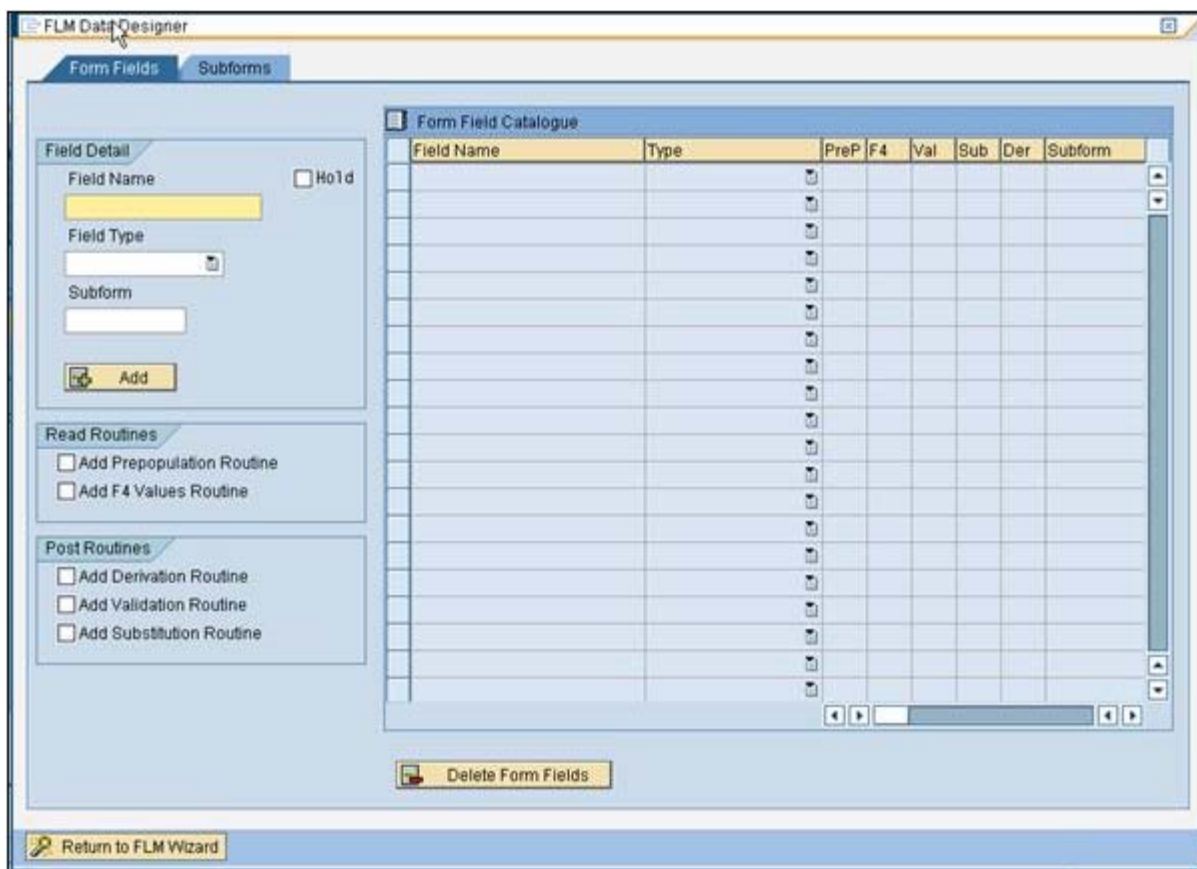 FLM Data Designer
Form Fields Subforms
Form Field Catalogue
Field Detail
Field Name Type PreP F4 Val Sub Der Subform
Field Name Hold
Field Type
Subform
Add
Read Routines
Add Prepopulation Routine
Add F4 Values Routine
Post Routines
Add Derivation Routine
Add Validation Routine
Add Substitution Routine
Delete Form Fields
Return to FLM Wizard